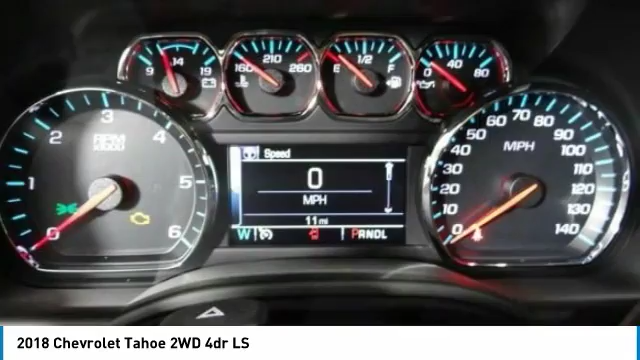 9 14 19
160 210 260
E 1/2 F
0 40 80
0 1 2 3 4 5 6
RPM
x1000
Speed
0
MPH
11 mi
W PRNDL
0 10 20 30 40 50 60 70 80 90 100 110 120 130 140
MPH
2018 Chevrolet Tahoe 2WD 4dr LS